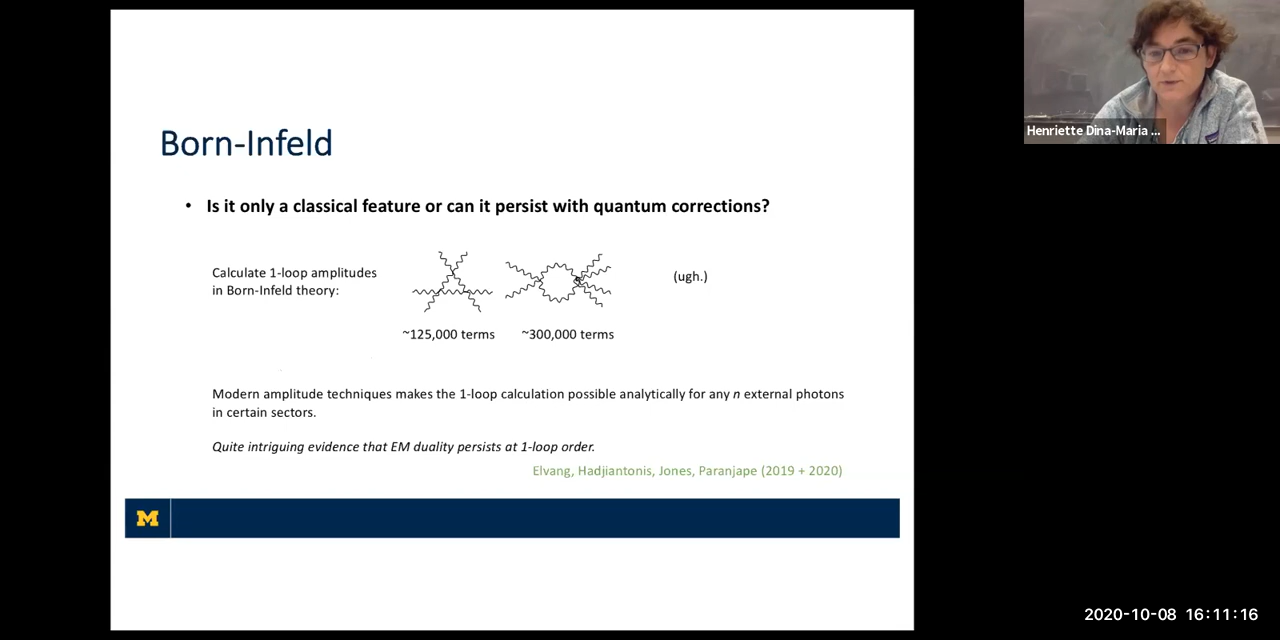 Born-Infeld
• Is it only a classical feature or can it persist with quantum corrections?
Calculate 1-loop amplitudes
in Born-Infeld theory:
(ugh.)
~125,000 terms
~300,000 terms
Modern amplitude techniques makes the 1-loop calculation possible analytically for any n external photons
in certain sectors.
Quite intriguing evidence that EM duality persists at 1-loop order.
Elvang, Hadjiantonis, Jones, Paranjape (2019 + 2020)
M
Henriette Dina-Maria ...
2020-10-08 16:11:16